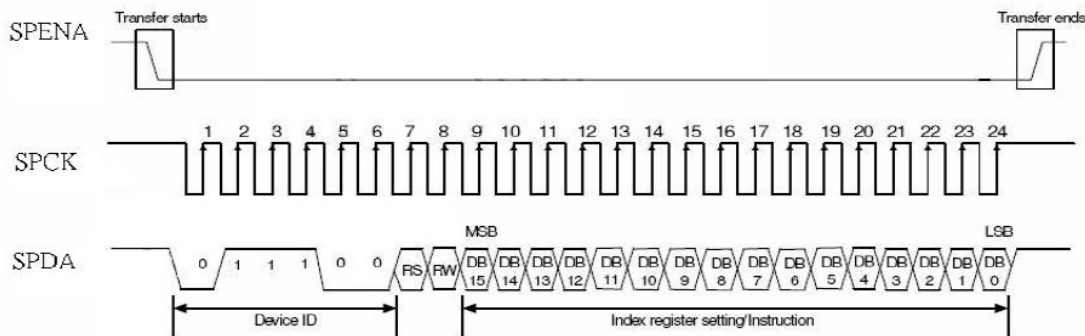 Transfer starts Transfer ends
SPENA
1 2 3 4 5 6 7 8 9 10 11 12 13 14 15 16 17 18 19 20 21 22 23 24
SPCK
MSB LSB
SPDA 0 1 1 1 0 0 RS RW DB 15 DB 14 DB 13 DB 12 DB 11 DB 10 DB 9 DB 8 DB 7 DB 6 DB 5 DB 4 DB 3 DB 2 DB 1 DB 0
Device ID Index register setting/Instruction